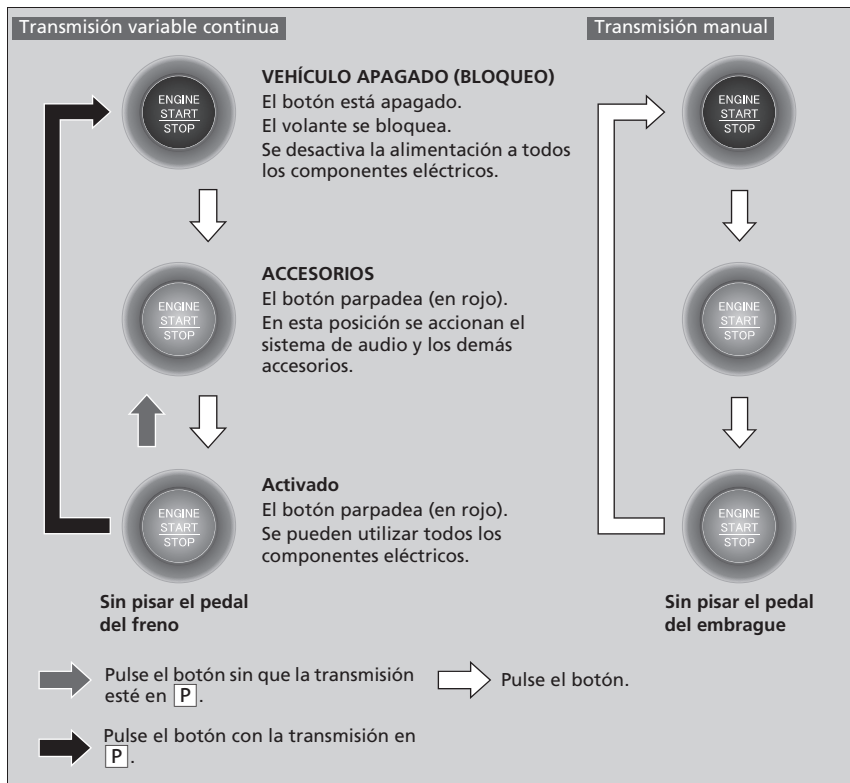 Transmisión variable continua
Transmisión manual
ENGINE
START
STOP
VEHÍCULO APAGADO (BLOQUEO)
El botón está apagado.
El volante se bloquea.
Se desactiva la alimentación a todos
los componentes eléctricos.
ENGINE
START
STOP
ENGINE
START
STOP
ACCESORIOS
El botón parpadea (en rojo).
En esta posición se accionan el
sistema de audio y los demás
accesorios.
ENGINE
START
STOP
ENGINE
START
STOP
Activado
El botón parpadea (en rojo).
Se pueden utilizar todos los
componentes eléctricos.
ENGINE
START
STOP
Sin pisar el pedal
del freno
Sin pisar el pedal
del embrague
Pulse el botón sin que la transmisión
esté en P.
Pulse el botón.
Pulse el botón con la transmisión en
P.